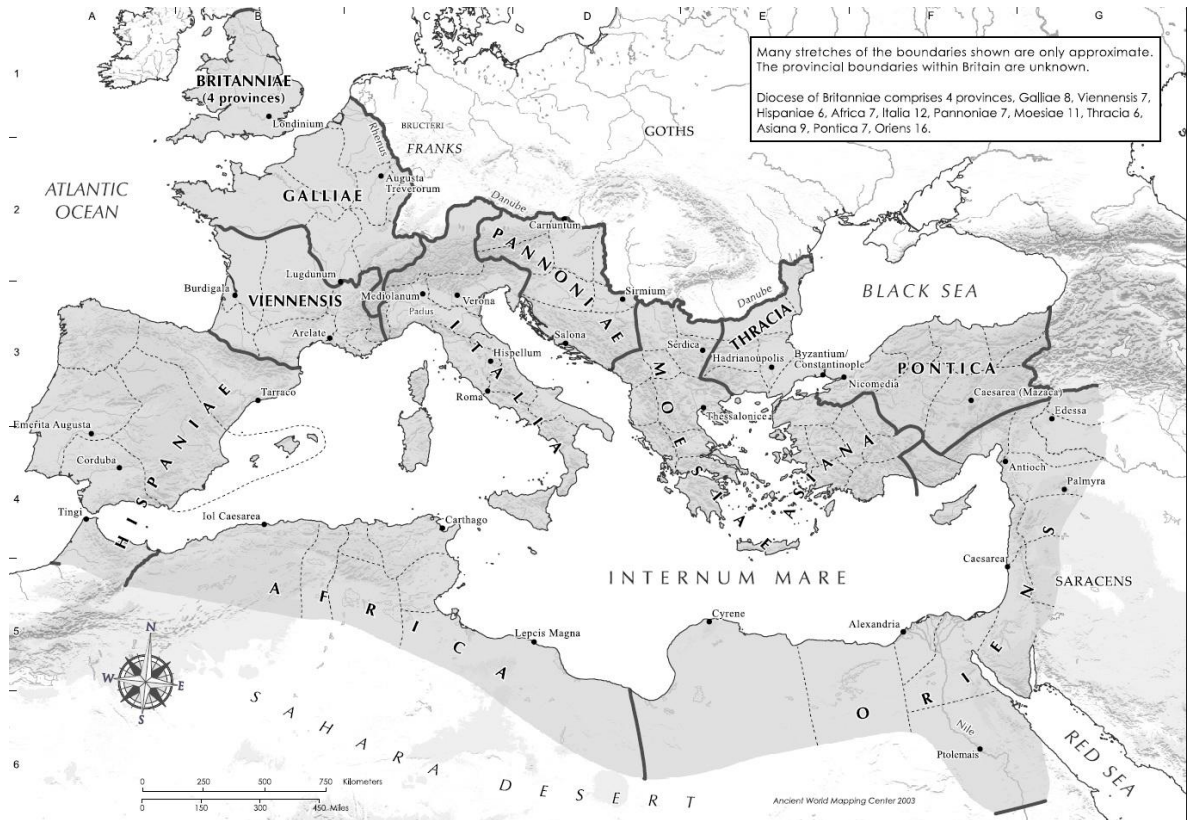 A B C D E F G
1
2
3
4
5
6
Many stretches of the boundaries shown are only approximate.
The provincial boundaries within Britain are unknown.
Diocese of Britanniae comprises 4 provinces, Galliae 8, Viennensis 7,
Hispaniae 6, Africa 7, Italia 12, Pannoniae 7, Moesiae 11, Thracia 6,
Asiana 9, Pontica 7, Oriens 16.
BRITANNIAE
(4 provinces)
Londinium
Rhenus
BRUCTERI
FRANKS
GOTHS
ATLANTIC
OCEAN
GALLIAE
Augusta
Treverorum
Danube
Carnuntum
PANNONIAE
Lugdunum
Burdigala
VIENNENSIS
Mediolanum
Verona
Padus
Sirmium
Danube
BLACK SEA
Arelate
ITALIA
Salona
Hispellum
Roma
Serdica
THRACIA
Hadrianoupolis
Byzantium/
Constantinople
Nicomedia
PONTICA
Caesarea (Mazaca)
MOESIAE
Thessalonice
Tarraco
HISPANIAE
Emerita Augusta
Corduba
ASIANA
Edessa
Antioch
Palmyra
Tingi
Iol Caesarea
Carthago
Caesarea
INTERNUM MARE
SARACENS
AFRICA
Lepcis Magna
Cyrene
Alexandria
ORIENS
N
W
E
S
SAHARA DESERT
Nile
Ptolemais
RED SEA
0 250 500 750 Kilometers
0 150 300 450 Miles
Ancient World Mapping Center 2003